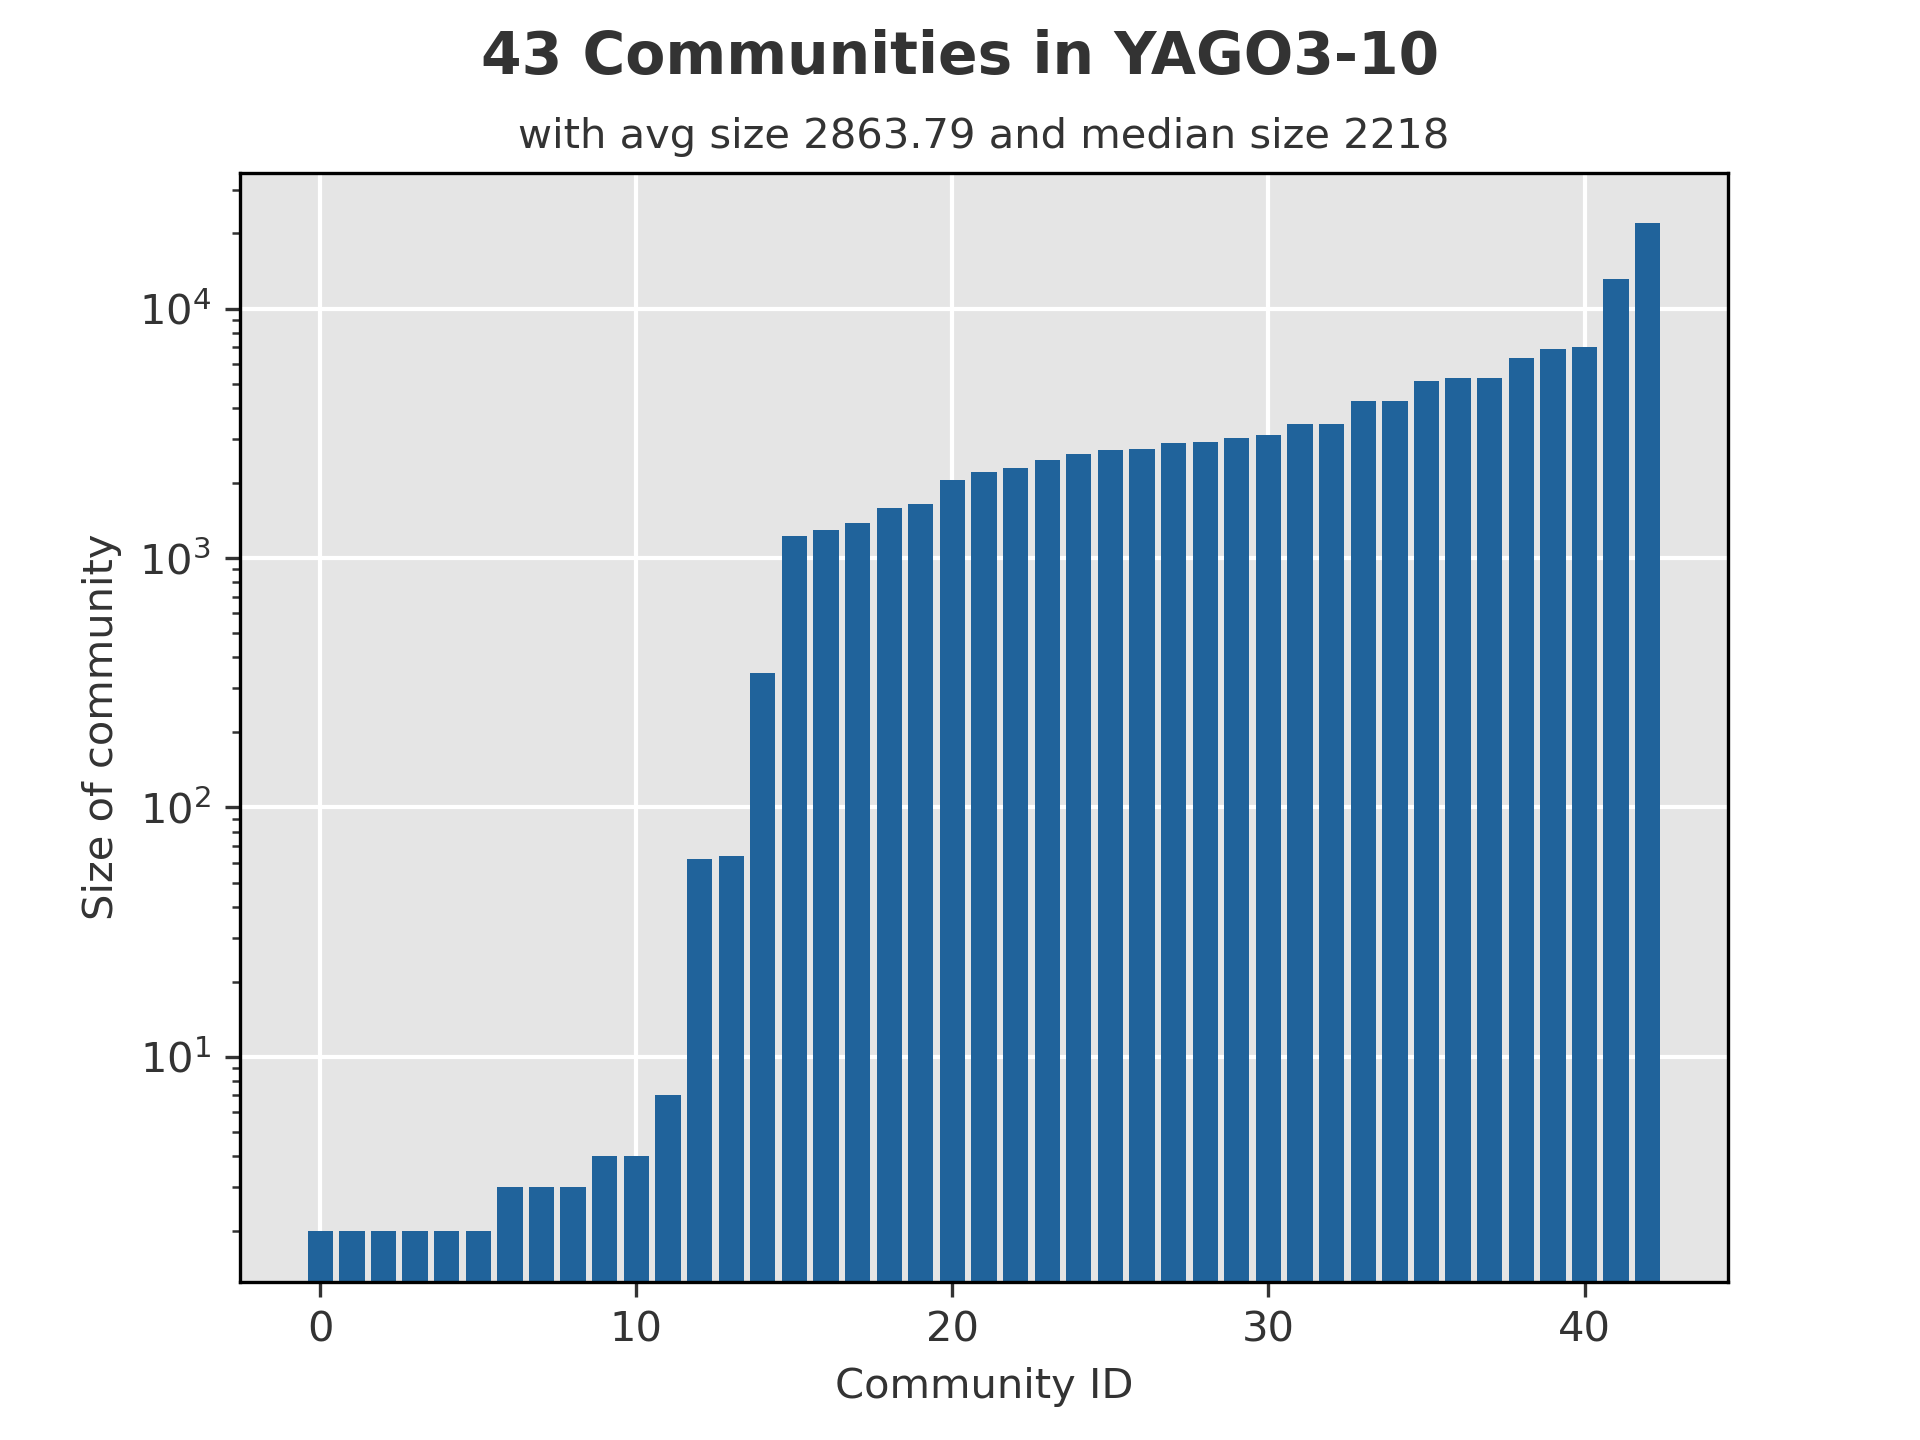 43 Communities in YAGO3-10
with avg size 2863.79 and median size 2218
10⁴
10³
10²
10¹
Size of community
0 10 20 30 40
Community ID